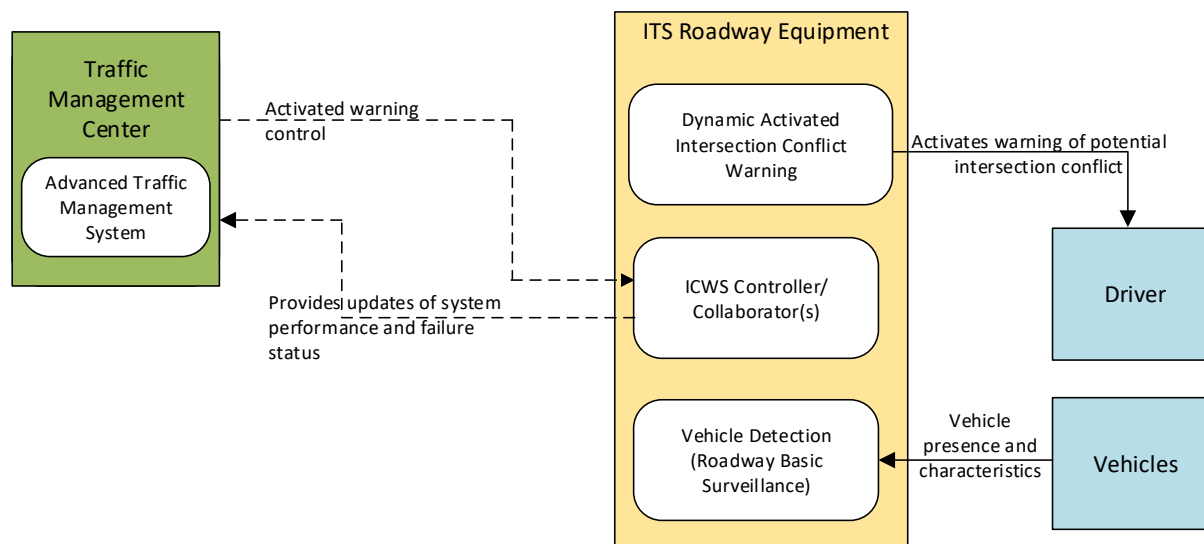 Traffic
Management
Center
Advanced Traffic
Management
System
Activated warning
control
Provides updates of system
performance and failure
status
ITS Roadway Equipment
Dynamic Activated
Intersection Conflict
Warning
ICWS Controller/
Collaborator(s)
Vehicle Detection
(Roadway Basic
Surveillance)
Activates warning of potential
intersection conflict
Driver
Vehicle
presence and
characteristics
Vehicles